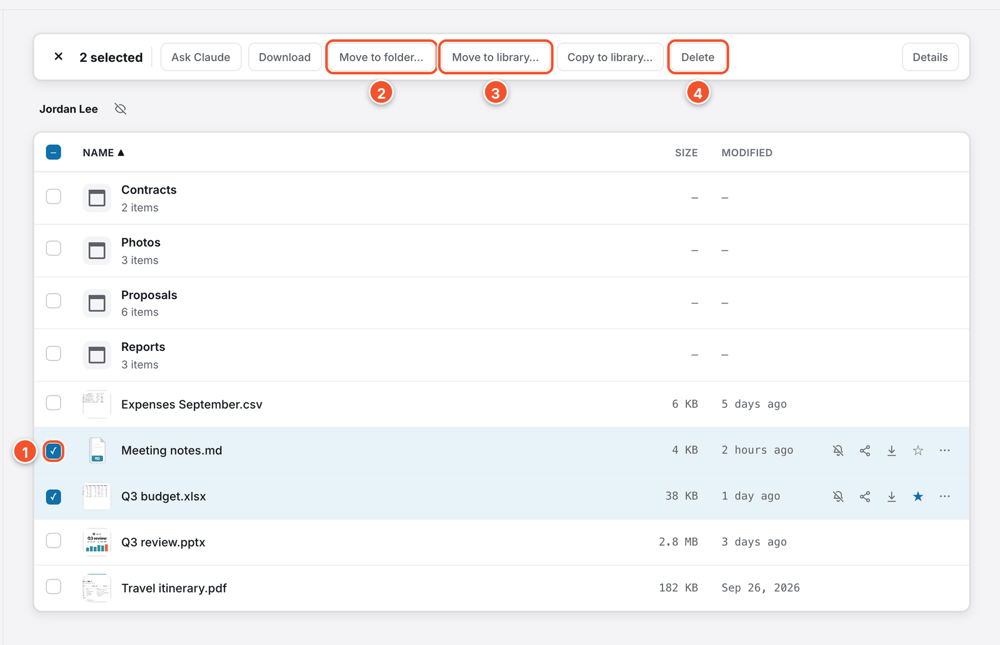 ✕ 2 selected Ask Claude Download Move to folder... Move to library... Copy to library... Delete Details
2 3 4
Jordan Lee
NAME ▲ SIZE MODIFIED
Contracts
2 items
– –
Photos
3 items
– –
Proposals
6 items
– –
Reports
3 items
– –
Expenses September.csv 6 KB 5 days ago
1 Meeting notes.md 4 KB 2 hours ago
MD
Q3 budget.xlsx 38 KB 1 day ago
Q3 review
Q3 review.pptx 2.8 MB 3 days ago
Travel itinerary.pdf 182 KB Sep 26, 2026